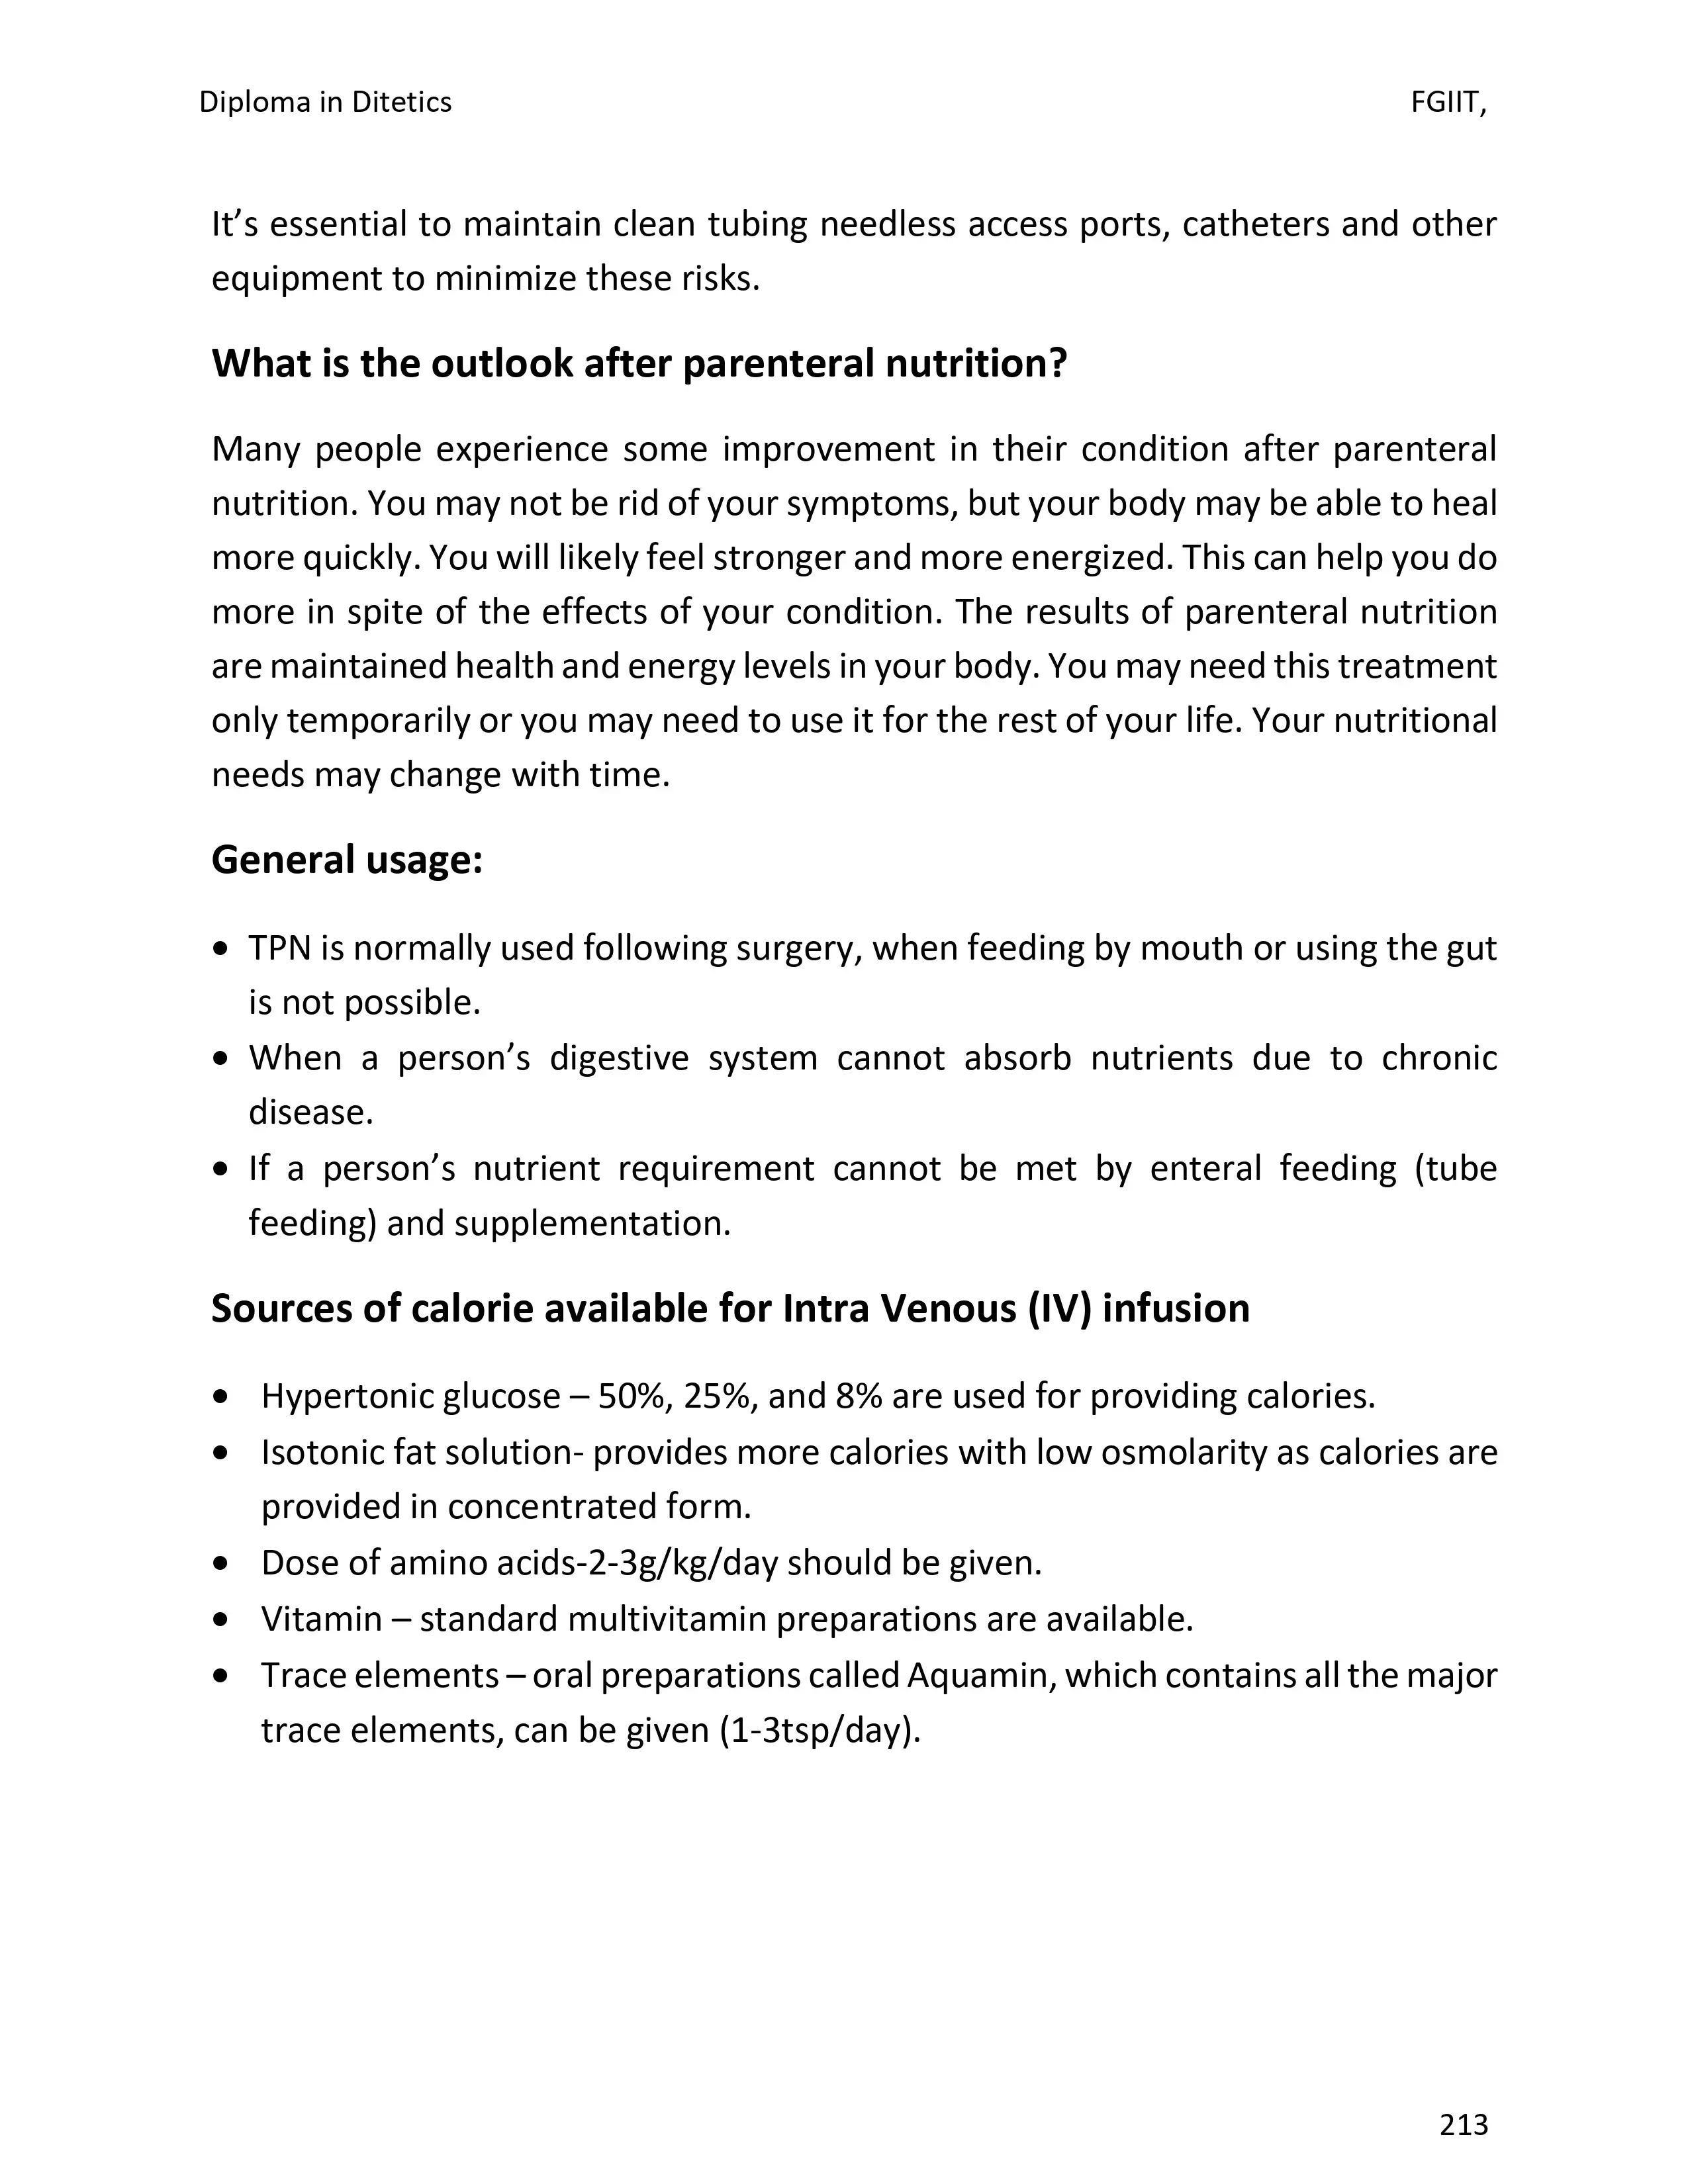 Diploma in Ditetics FGIIT,
It’s essential to maintain clean tubing needless access ports, catheters and other
equipment to minimize these risks.
What is the outlook after parenteral nutrition?
Many people experience some improvement in their condition after parenteral
nutrition. You may not be rid of your symptoms, but your body may be able to heal
more quickly. You will likely feel stronger and more energized. This can help you do
more in spite of the effects of your condition. The results of parenteral nutrition
are maintained health and energy levels in your body. You may need this treatment
only temporarily or you may need to use it for the rest of your life. Your nutritional
needs may change with time.
General usage:
• TPN is normally used following surgery, when feeding by mouth or using the gut
is not possible.
• When a person’s digestive system cannot absorb nutrients due to chronic
disease.
• If a person’s nutrient requirement cannot be met by enteral feeding (tube
feeding) and supplementation.
Sources of calorie available for Intra Venous (IV) infusion
• Hypertonic glucose – 50%, 25%, and 8% are used for providing calories.
• Isotonic fat solution- provides more calories with low osmolarity as calories are
provided in concentrated form.
• Dose of amino acids-2-3g/kg/day should be given.
• Vitamin – standard multivitamin preparations are available.
• Trace elements – oral preparations called Aquamin, which contains all the major
trace elements, can be given (1-3tsp/day).
213